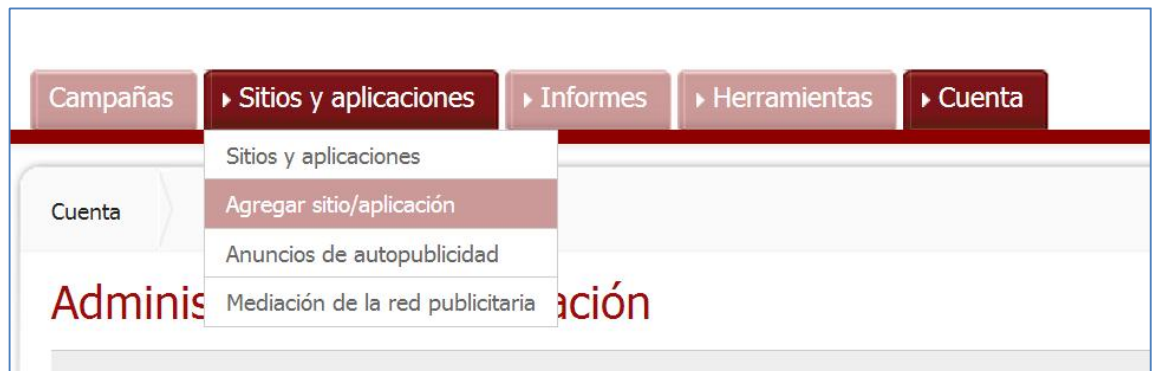 Campañas Sitios y aplicaciones Informes Herramientas Cuenta
Sitios y aplicaciones
Cuenta Agregar sitio/aplicación
Anuncios de autopublicidad
Mediación de la red publicitaria
Adminis ación